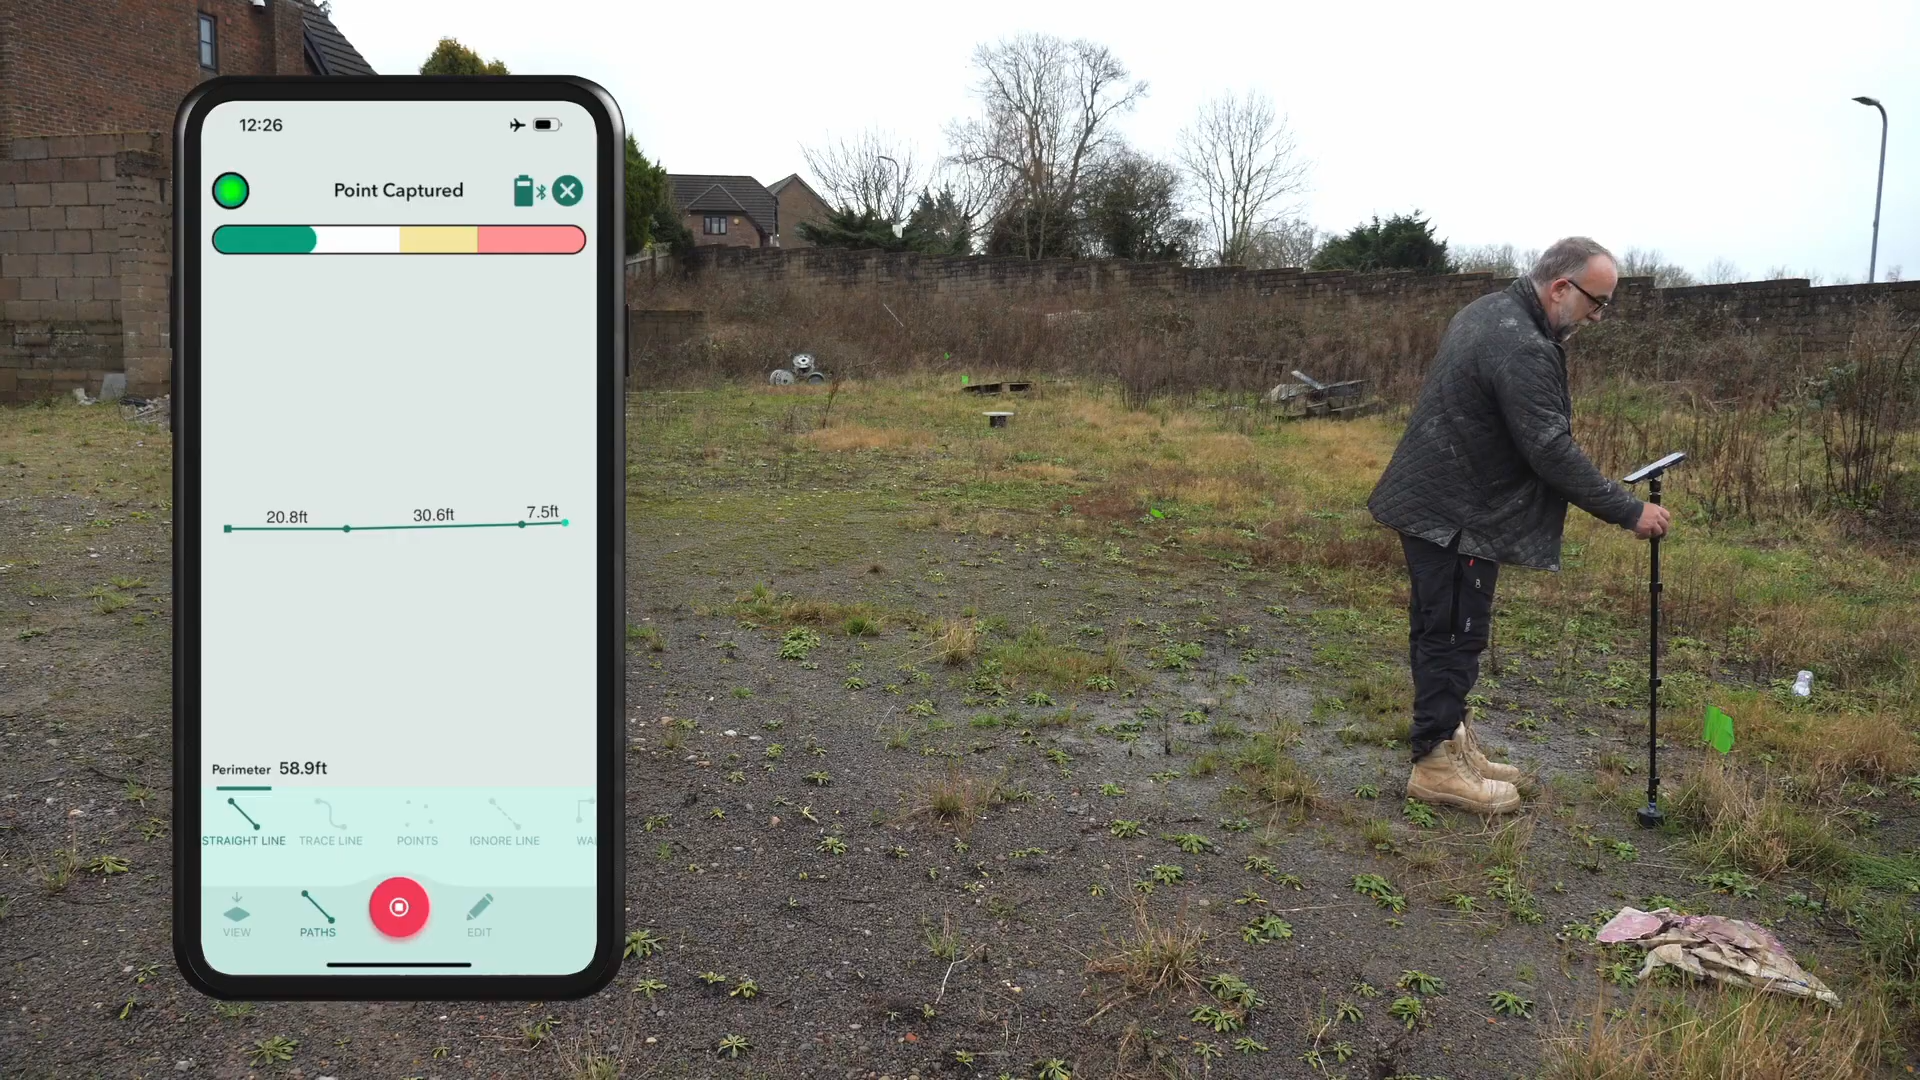 12:26
Point Captured
20.8ft
30.6ft
7.5ft
Perimeter 58.9ft
STRAIGHT LINE
TRACE LINE
POINTS
IGNORE LINE
WAL
VIEW
PATHS
EDIT